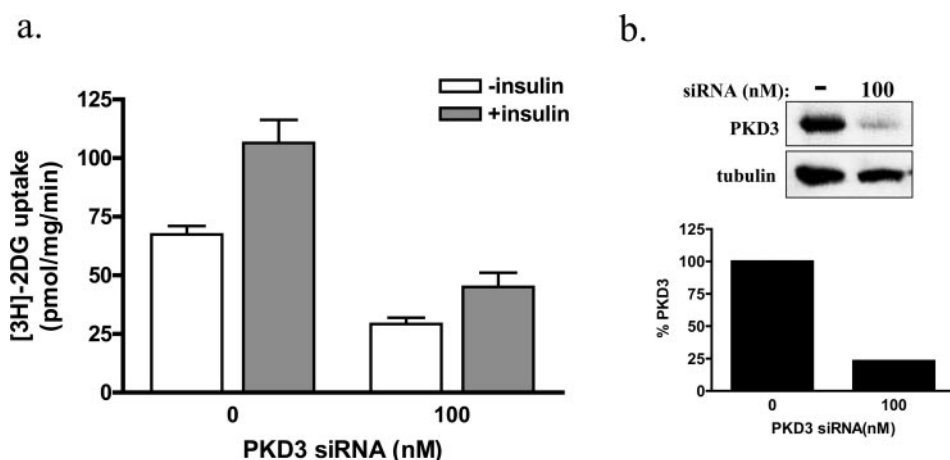 a.
-insulin
+insulin
125
100
75
50
25
0
[3H]-2DG uptake
(pmol/mg/min)
0 100
PKD3 siRNA (nM)
b.
siRNA (nM): - 100
PKD3
tubulin
125
100
75
50
25
0
% PKD3
0 100
PKD3 siRNA(nM)